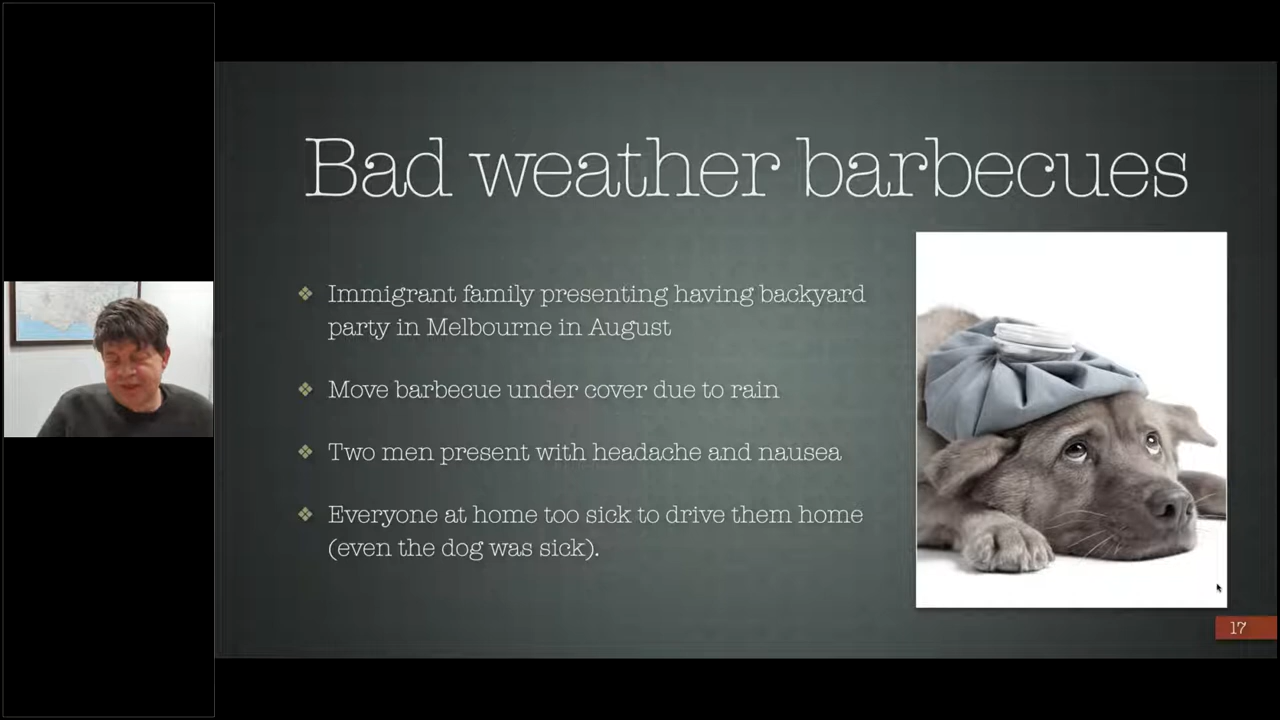 Bad weather barbecues
❖ Immigrant family presenting having backyard
party in Melbourne in August
❖ Move barbecue under cover due to rain
❖ Two men present with headache and nausea
❖ Everyone at home too sick to drive them home
(even the dog was sick).
17